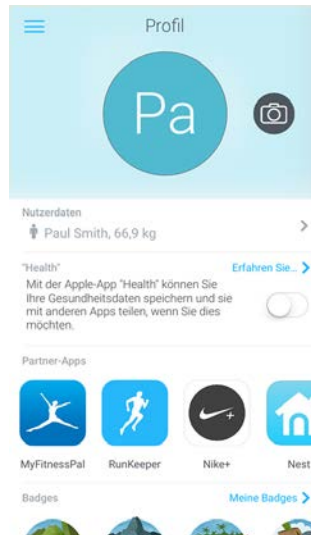 Profil
Pa
Nutzerdaten
Paul Smith, 66,9 kg
"Health"
Erfahren Sie...
Mit der Apple-App "Health" können Sie
Ihre Gesundheitsdaten speichern und sie
mit anderen Apps teilen, wenn Sie dies
möchten.
Partner-Apps
MyFitnessPal
RunKeeper
Nike+
Nest
Badges
Meine Badges